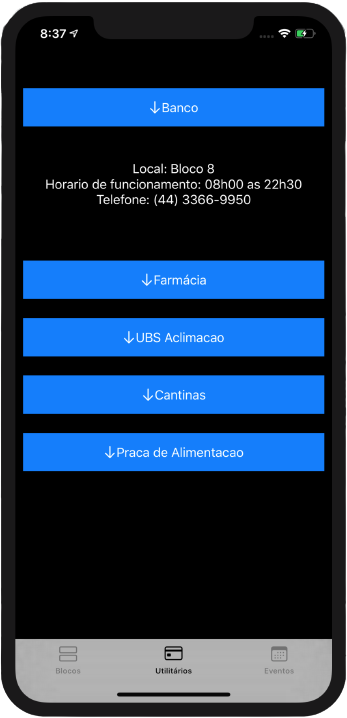 8:37
↓Banco
Local: Bloco 8
Horario de funcionamento: 08h00 as 22h30
Telefone: (44) 3366-9950
↓Farmácia
↓UBS Aclimacao
↓Cantinas
↓Praca de Alimentacao
Blocos Utilitários Eventos